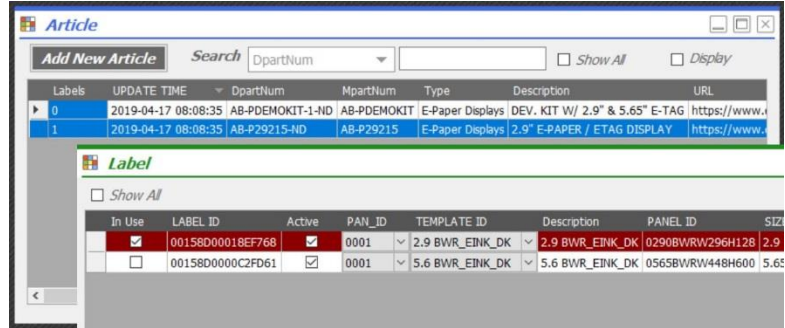 Article
Add New Article Search DpartNum Show All Display
Labels UPDATE TIME DpartNum MpartNum Type Description URL
0 2019-04-17 08:08:35 AB-PDEMOKIT-1-ND AB-PDEMOKIT E-Paper Displays DEV. KIT W/ 2.9" & 5.65" E-TAG https://www.
1 2019-04-17 08:08:35 AB-P29215-ND AB-P29215 E-Paper Displays 2.9" E-PAPER / ETAG DISPLAY https://www.
Label
Show All
In Use LABEL ID Active PAN_ID TEMPLATE ID Description PANEL ID SIZE
00158D00018EF768 0001 2.9 BWR_EINK_DK 2.9 BWR_EINK_DK 0290BWRW296H128 2.9
00158D0000C2FD61 0001 5.6 BWR_EINK_DK 5.6 BWR_EINK_DK 0565BWRW448H600 5.65